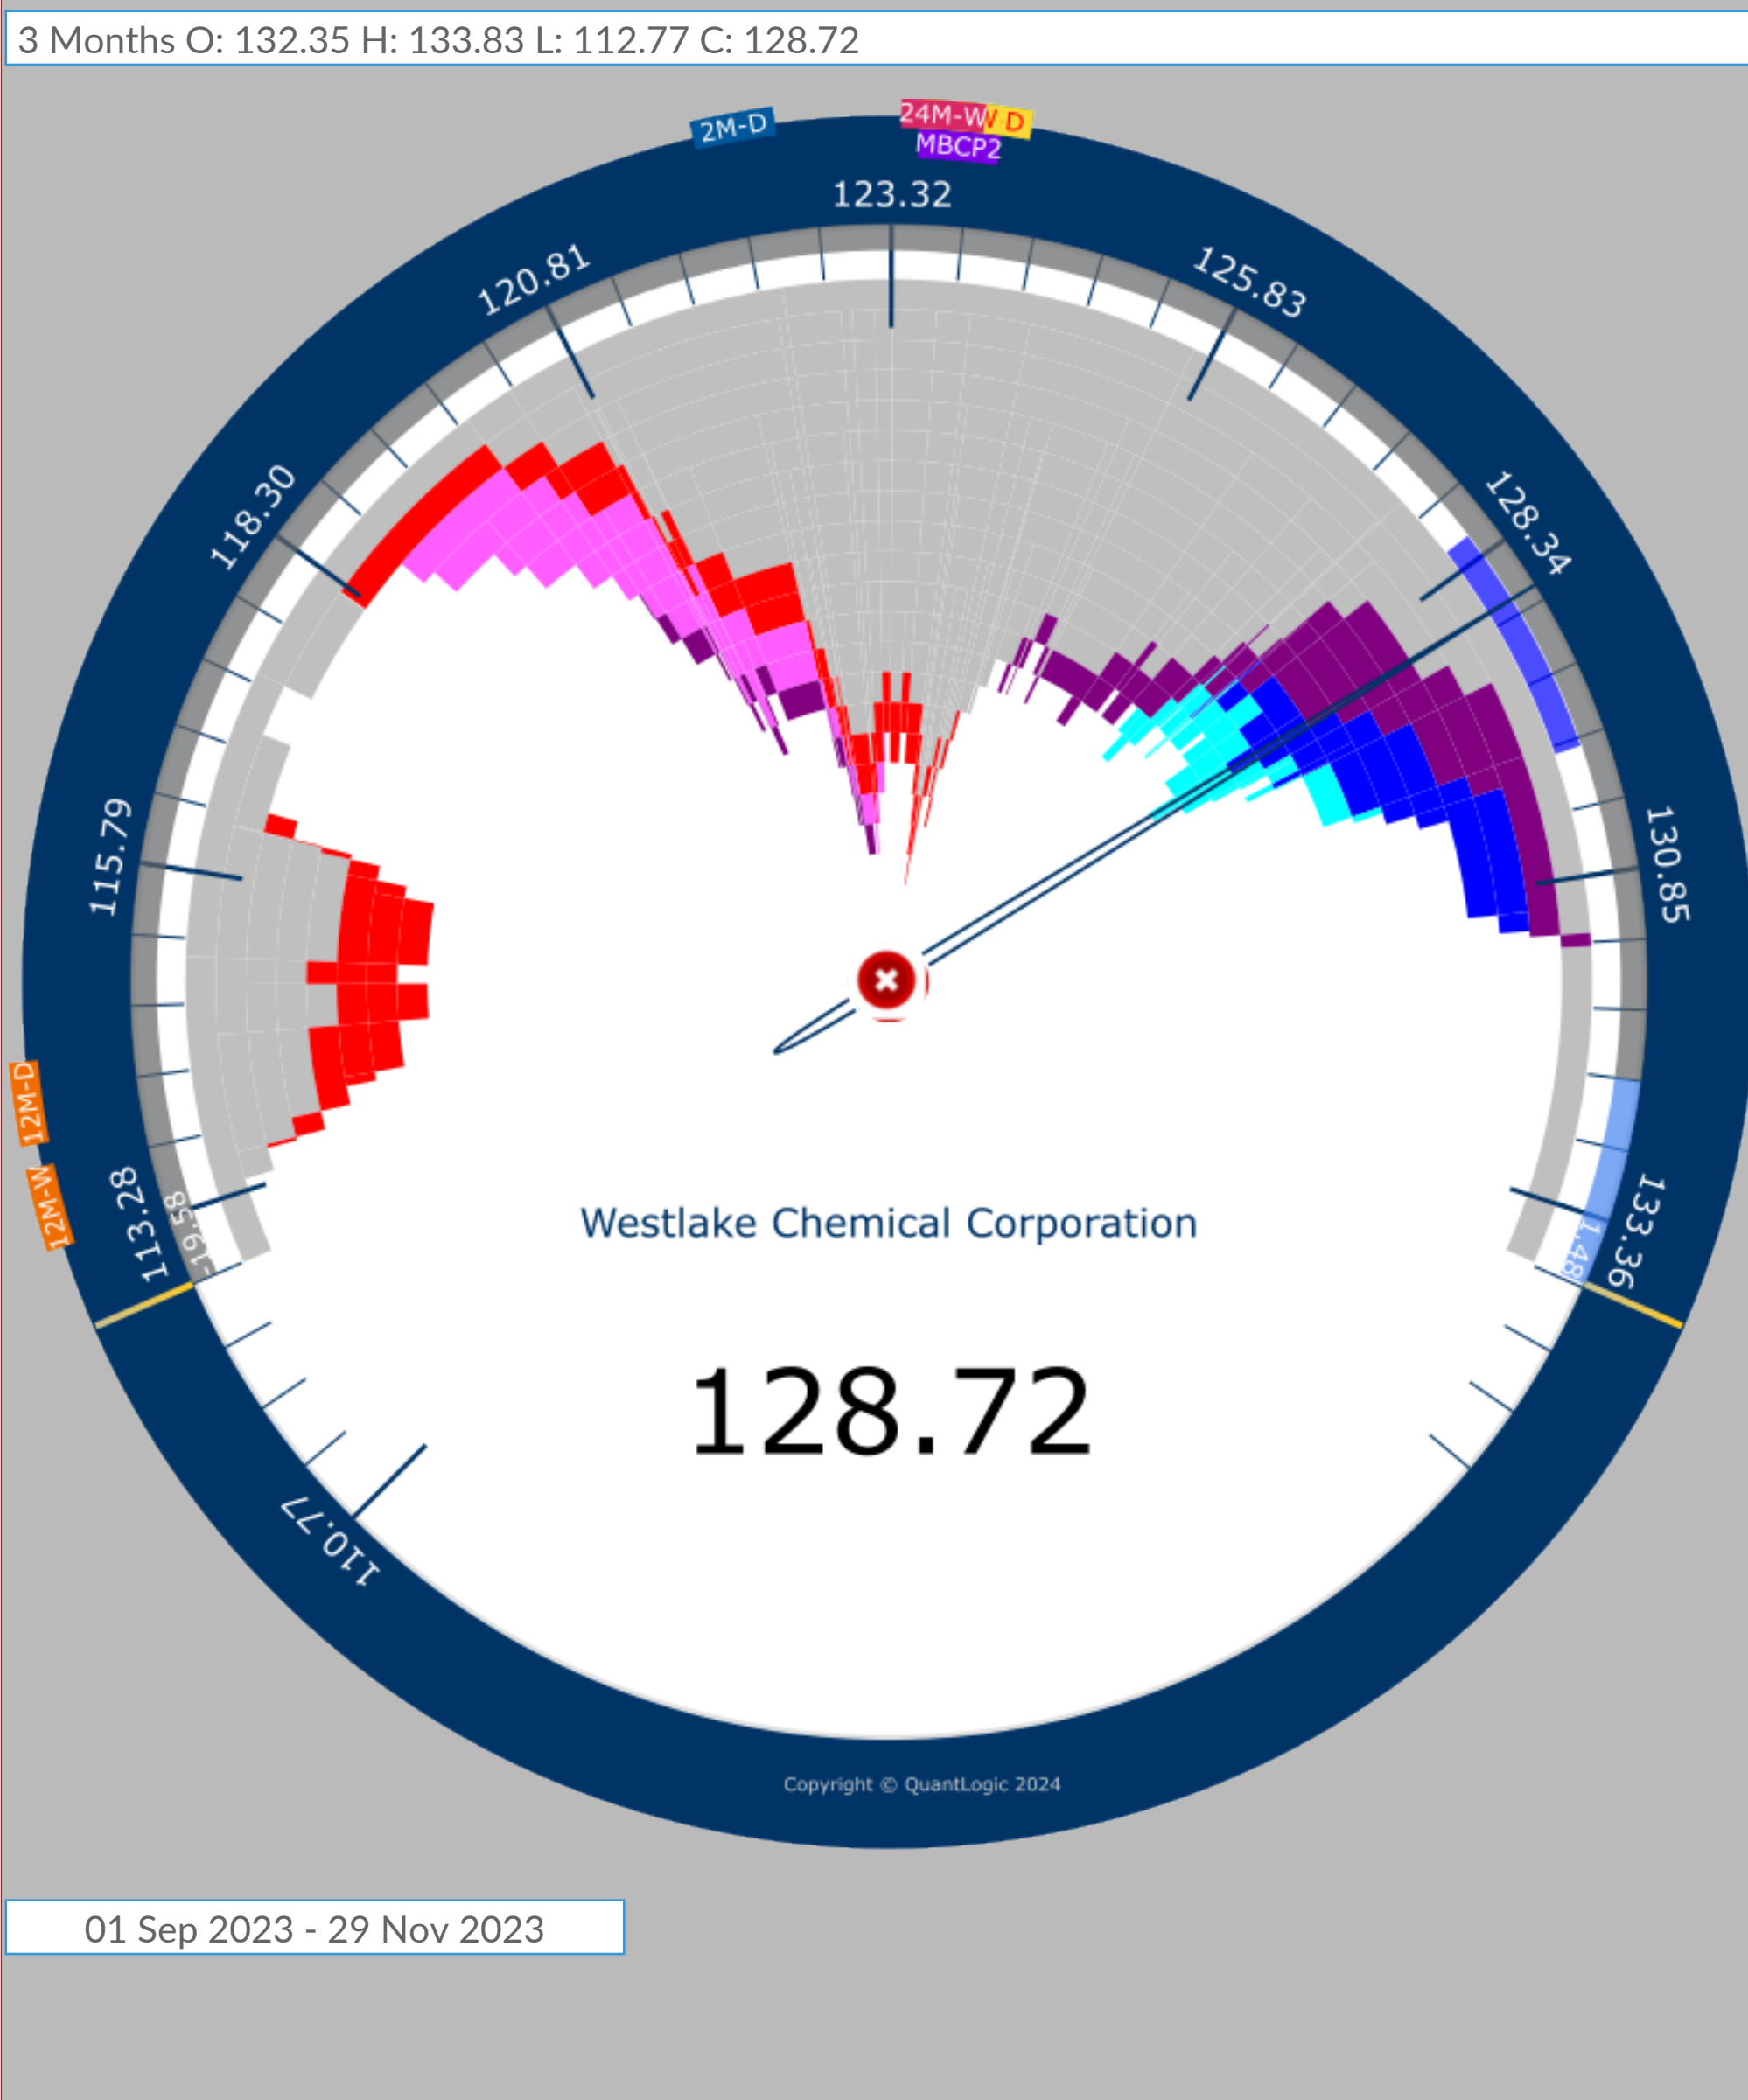 3 Months O: 132.35 H: 133.83 L: 112.77 C: 128.72
2M-D
24M-W
D
MBCP2
123.32
120.81
125.83
118.30
128.34
115.79
130.85
12M-D
12M-W
113.28
-19.58
133.36
1.48
110.77
Westlake Chemical Corporation
128.72
Copyright © QuantLogic 2024
01 Sep 2023 - 29 Nov 2023